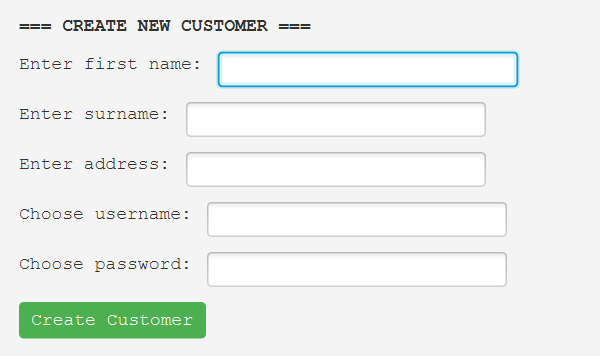 === CREATE NEW CUSTOMER ===
Enter first name:
Enter surname:
Enter address:
Choose username:
Choose password:
Create Customer